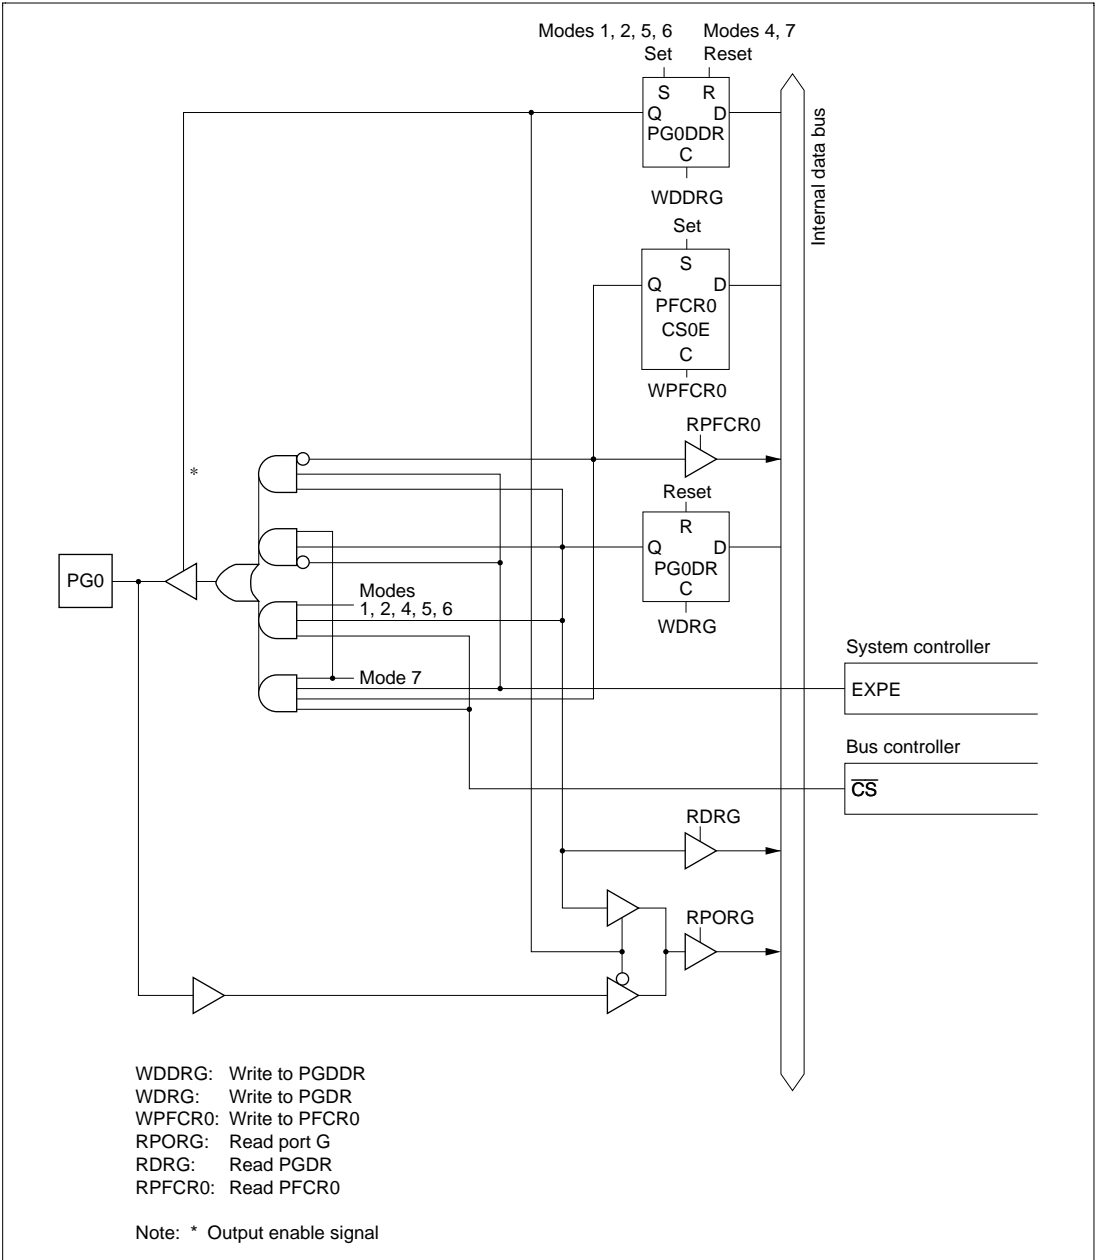 Modes 1, 2, 5, 6 Modes 4, 7
Set Reset
S R
Q D
PG0DDR
C
WDDRG
Internal data bus
Set
S
Q D
PFCR0
CS0E
C
WPFCR0
RPFCR0
*
Reset
R
Q D
PG0DR
C
WDRG
PG0
Modes
1, 2, 4, 5, 6
Mode 7
System controller
EXPE
Bus controller
C̅S̅
RDRG
RPORG
WDDRG: Write to PGDDR
WDRG: Write to PGDR
WPFCR0: Write to PFCR0
RPORG: Read port G
RDRG: Read PGDR
RPFCR0: Read PFCR0
Note: * Output enable signal